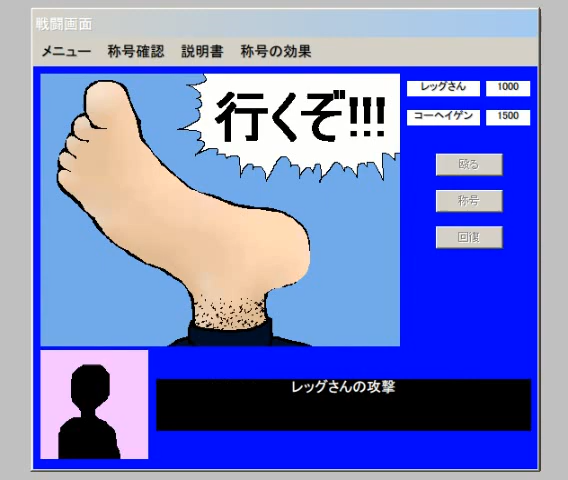 戦闘画面
メニュー 称号確認 説明書 称号の効果
行くぞ!!!
レッグさん 1000
コーヘイゲン 1500
殴る
称号
回復
レッグさんの攻撃